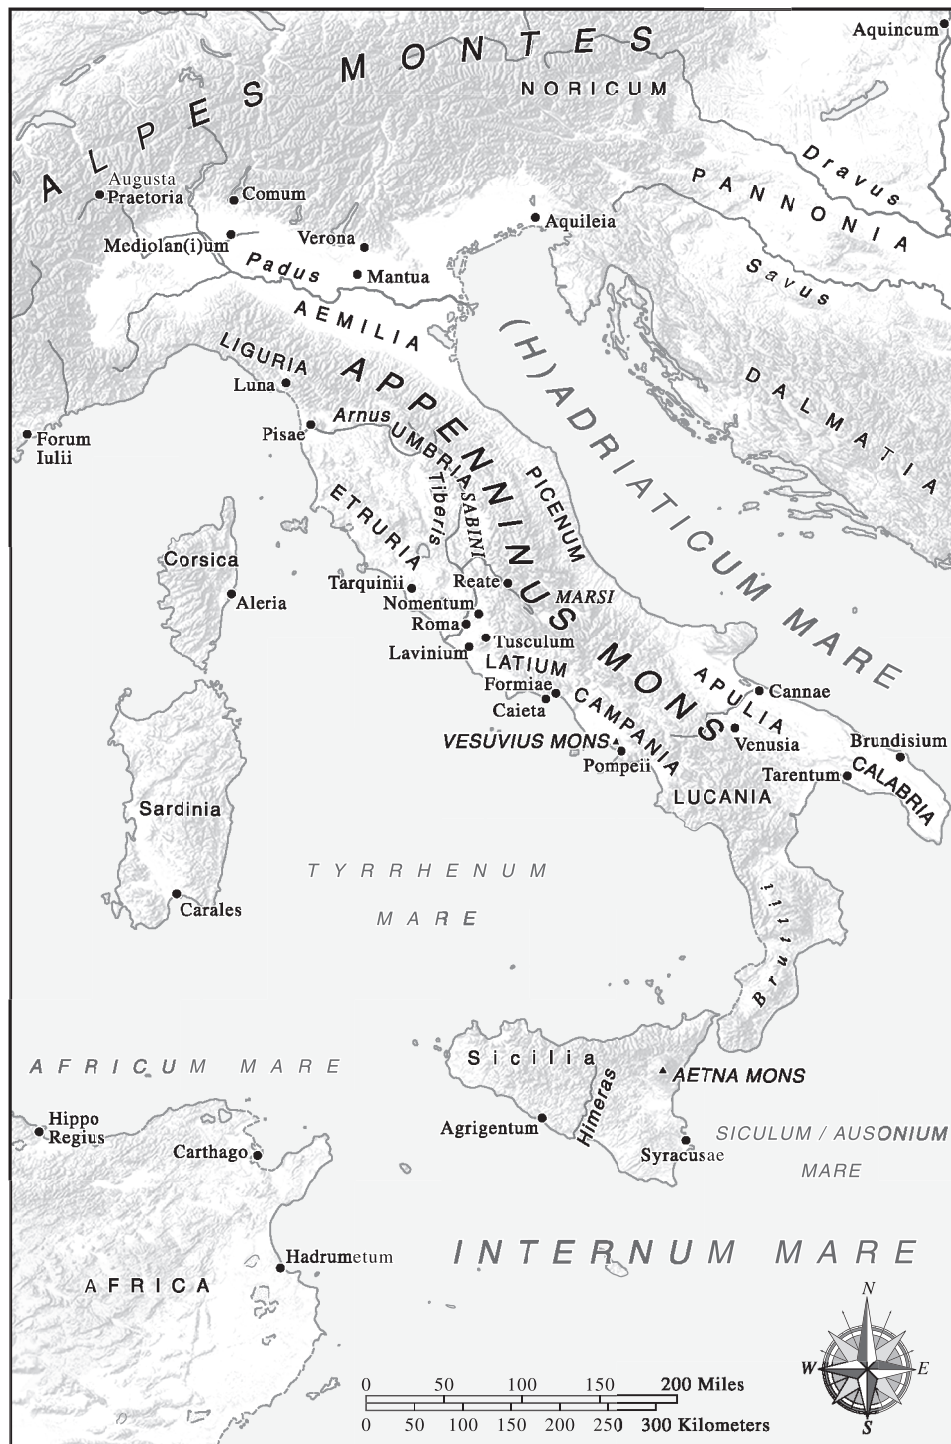 Aquincum
ALPES MONTES
NORICUM
Dravus
PANNONIA
Augusta
Praetoria
Comum
Aquileia
Mediolan(i)um
Verona
Padus
Mantua
Savus
AEMILIA
LIGURIA
(H)ADRIATICUM MARE
DALMATIA
Luna
APPENNINUS MONS
Arnus
Pisae
UMBRIA
Forum
Iulii
PICENUM
Tiberis
SABINI
ETRURIA
Corsica
Aleria
Tarquinii
Reate
MARSI
Nomentum
Roma
Tusculum
Lavinium
LATIUM
Formiae
Caieta
CAMPANIA
APULIA
Cannae
VESUVIUS MONS
Venusia
Brundisium
Pompeii
Tarentum
CALABRIA
LUCANIA
Sardinia
TYRRHENUM
MARE
Carales
Bruttii
Sicilia
AFRICUM MARE
AETNA MONS
Himeras
Hippo
Regius
Agrigentum
Carthago
Syracusae
SICULUM / AUSONIUM
MARE
INTERNUM MARE
Hadrumetum
AFRICA
N
W
E
S
0 50 100 150 200 Miles
0 50 100 150 200 250 300 Kilometers